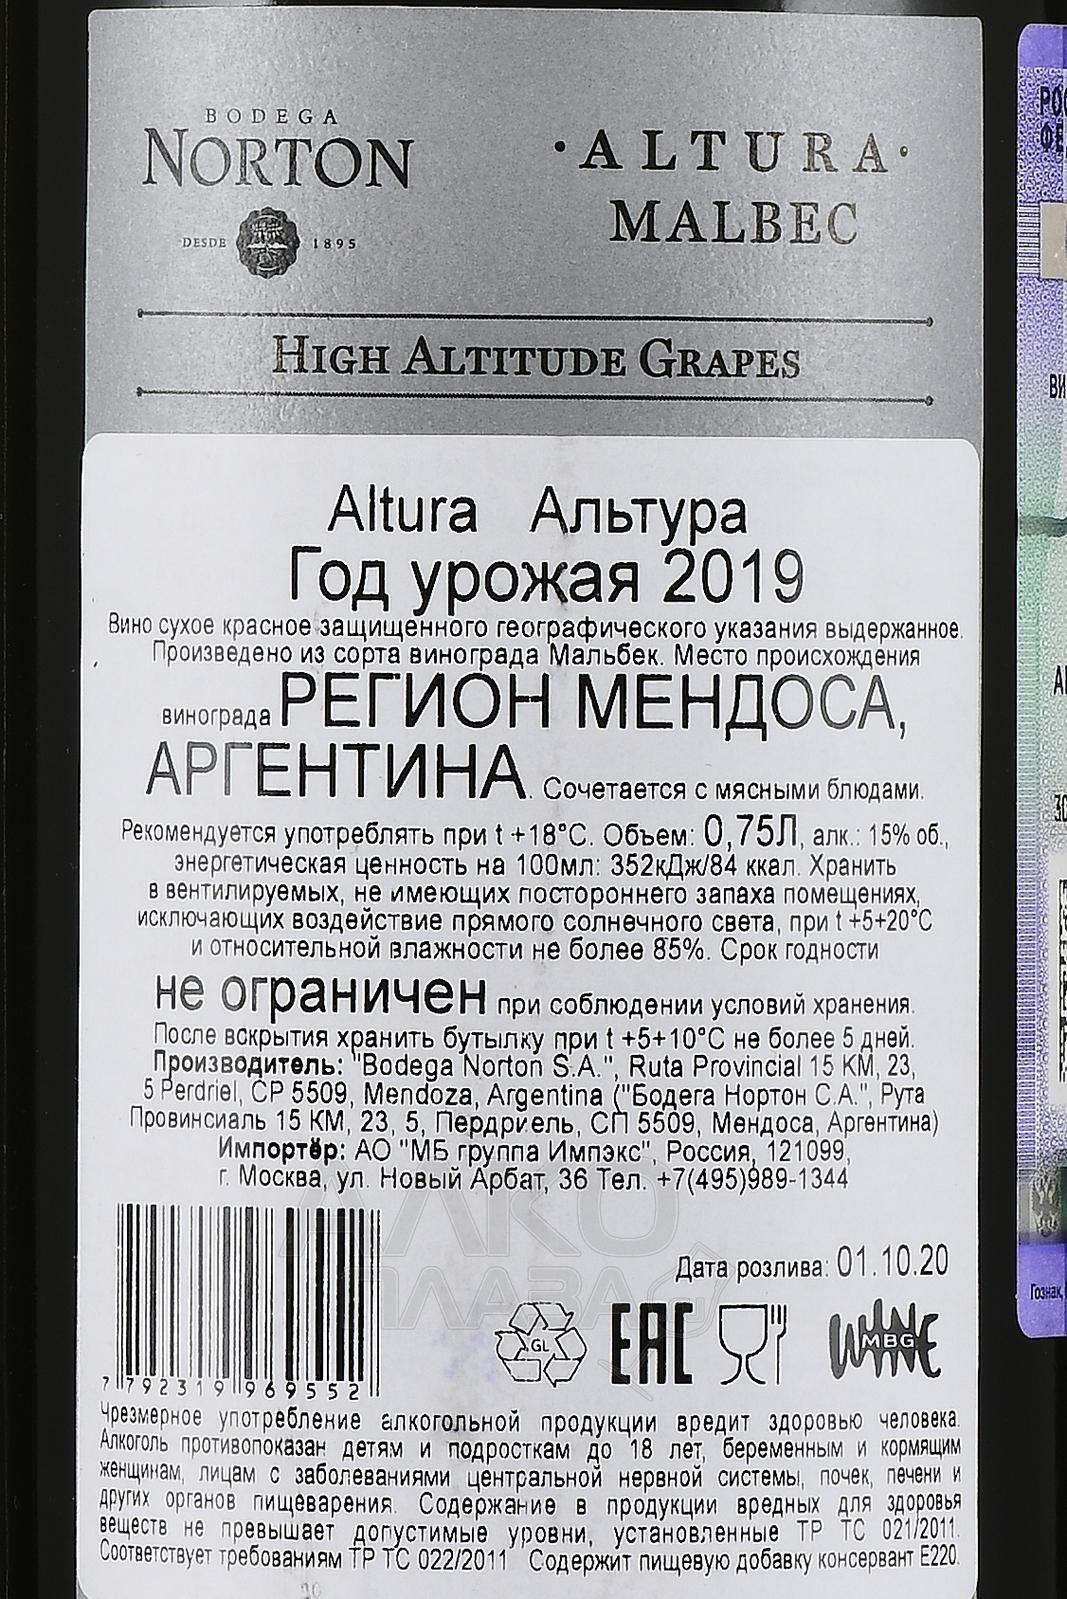 BODEGA
NORTON
DESDE 1895
·ALTURA·
MALBEC
HIGH ALTITUDE GRAPES
Altura Альтура
Год урожая 2019
Вино сухое красное защищенного географического указания выдержанное.
Произведено из сорта винограда Мальбек. Место происхождения
винограда РЕГИОН МЕНДОСА,
АРГЕНТИНА. Сочетается с мясными блюдами.
Рекомендуется употреблять при t +18°C. Объем: 0,75Л, алк.: 15% об.,
энергетическая ценность на 100мл: 352кДж/84 ккал. Хранить
в вентилируемых, не имеющих постороннего запаха помещениях,
исключающих воздействие прямого солнечного света, при t +5+20°C
и относительной влажности не более 85%. Срок годности
не ограничен при соблюдении условий хранения.
После вскрытия хранить бутылку при t +5+10°C не более 5 дней.
Производитель: "Bodega Norton S.A.", Ruta Provincial 15 KM, 23,
5 Perdriel, CP 5509, Mendoza, Argentina ("Бодега Нортон С.А.", Рута
Провинсиаль 15 КМ, 23, 5, Пердриель, СП 5509, Мендоса, Аргентина)
Импортёр: АО "МБ группа Импэкс", Россия, 121099,
г. Москва, ул. Новый Арбат, 36 Тел. +7(495)989-1344
АЛКО
ПЛАЗА
Дата розлива: 01.10.20
GL
EAC
WINE
MBG
7 792319 969552
Чрезмерное употребление алкогольной продукции вредит здоровью человека.
Алкоголь противопоказан детям и подросткам до 18 лет, беременным и кормящим
женщинам, лицам с заболеваниями центральной нервной системы, почек, печени и
других органов пищеварения. Содержание в продукции вредных для здоровья
веществ не превышает допустимые уровни, установленные ТР ТС 021/2011.
Соответствует требованиям ТР ТС 022/2011 Содержит пищевую добавку консервант Е220.
РОС
ФЕ
ВИ
Гознак,